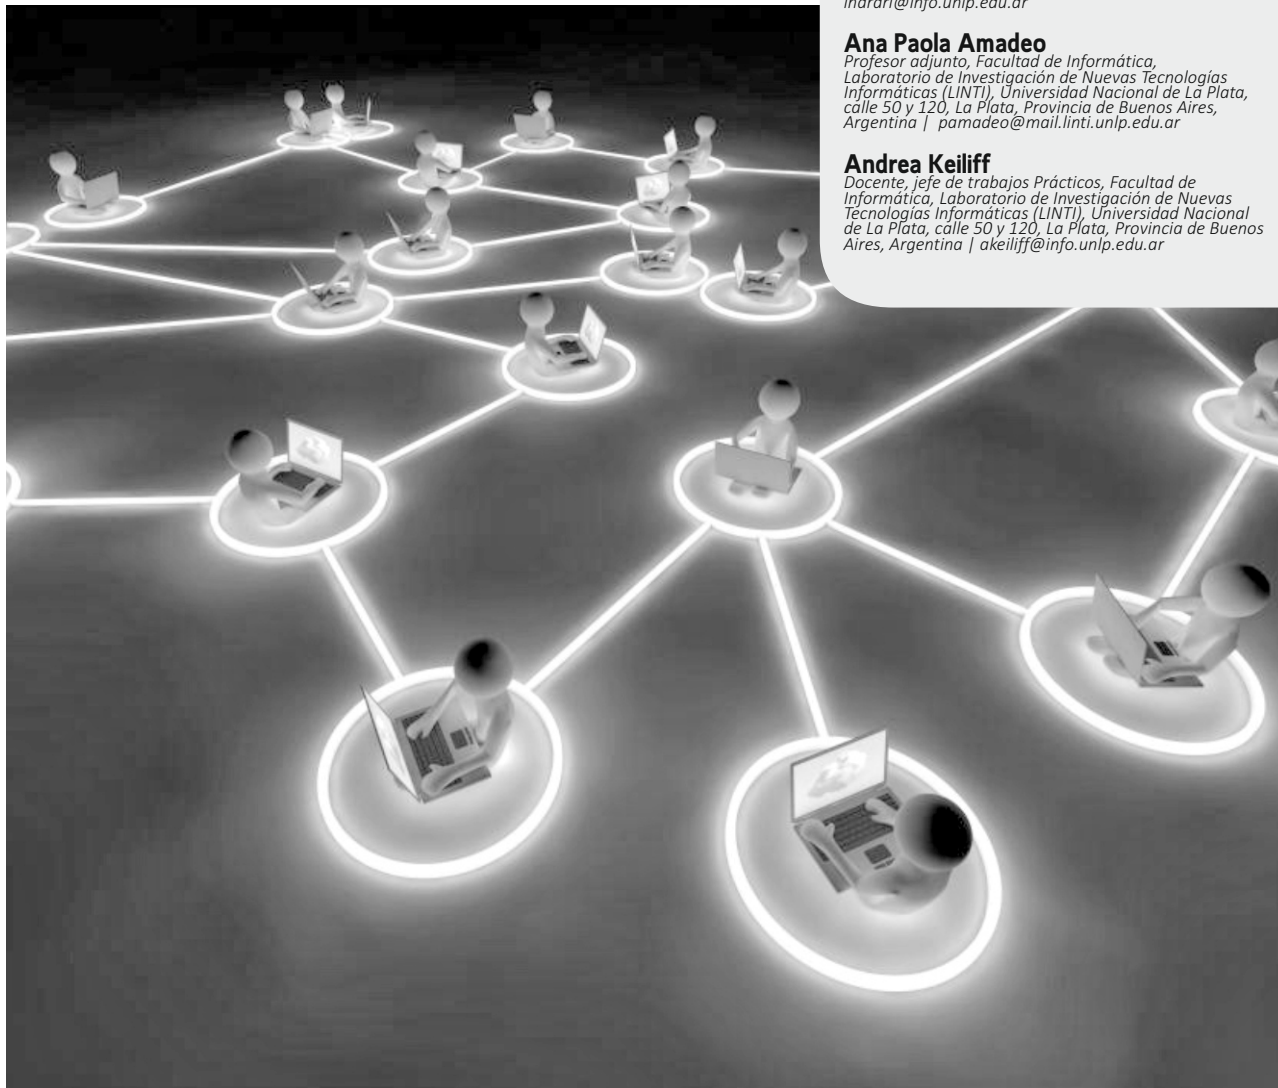 Ana Paola Amadeo
Profesor adjunto, Facultad de Informática,
Laboratorio de Investigación de Nuevas Tecnologías
Informáticas (LINTI), Universidad Nacional de La Plata,
calle 50 y 120, La Plata, Provincia de Buenos Aires,
Argentina | pamadeo@mail.linti.unlp.edu.ar
Andrea Keiliff
Docente, jefe de trabajos Prácticos, Facultad de
Informática, Laboratorio de Investigación de Nuevas
Tecnologías Informáticas (LINTI), Universidad Nacional
de La Plata, calle 50 y 120, La Plata, Provincia de Buenos
Aires, Argentina | akeiliff@info.unlp.edu.ar